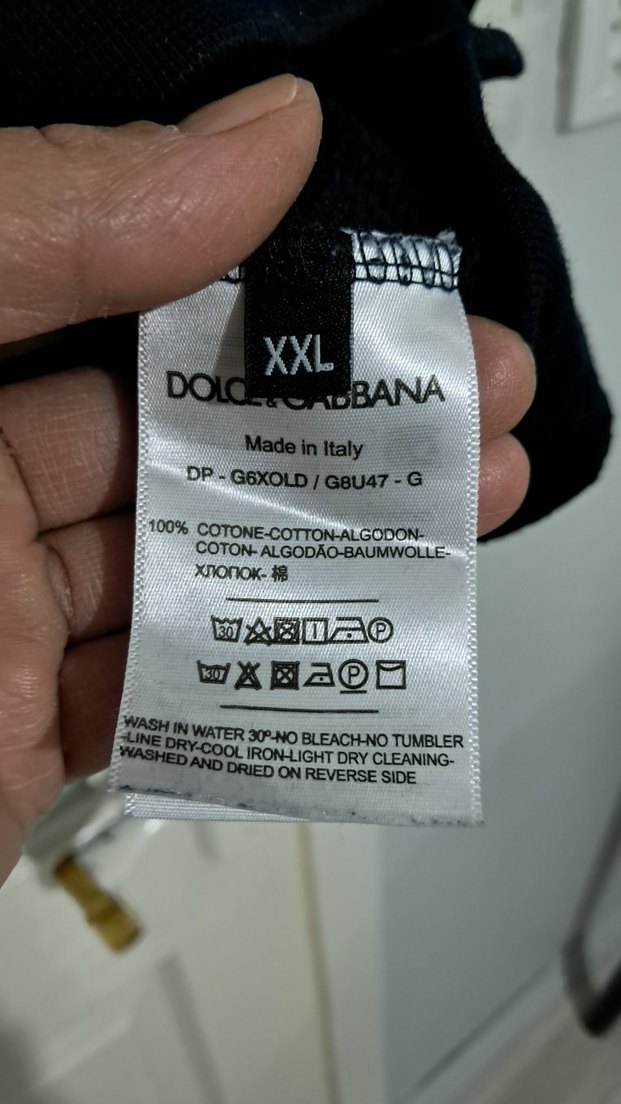 XXL
DOLCE & GABBANA
Made in Italy
DP - G6XOLD / G8U47 - G
100% COTONE-COTTON-ALGODON-
COTON- ALGODÃO-BAUMWOLLE-
ХЛОПОК- 棉
30 P
30 P
WASH IN WATER 30º-NO BLEACH-NO TUMBLER
-LINE DRY-COOL IRON-LIGHT DRY CLEANING-
WASHED AND DRIED ON REVERSE SIDE